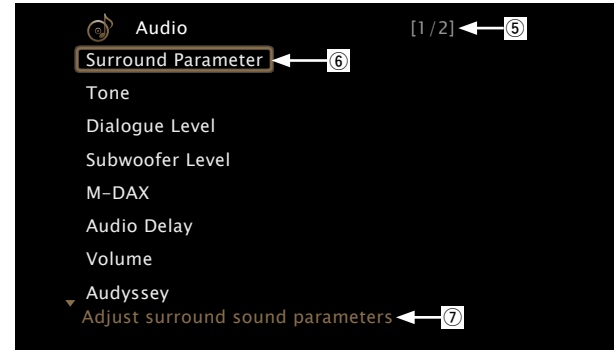 Audio [1/2] ⑤
Surround Parameter ⑥
Tone
Dialogue Level
Subwoofer Level
M-DAX
Audio Delay
Volume
Audyssey
Adjust surround sound parameters ⑦